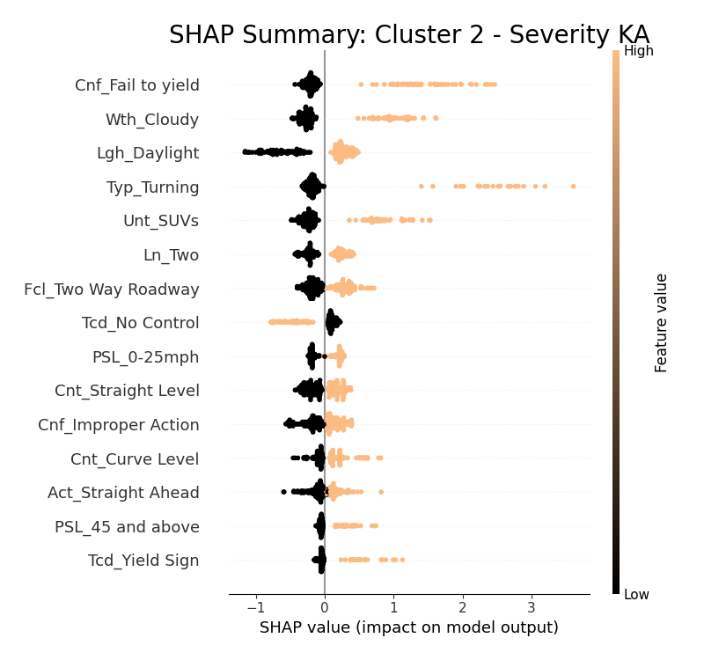 SHAP Summary: Cluster 2 - Severity KA
High
Cnf_Fail to yield
Wth_Cloudy
Lgh_Daylight
Typ_Turning
Unt_SUVs
Ln_Two
Fcl_Two Way Roadway
Tcd_No Control
PSL_0-25mph
Cnt_Straight Level
Cnf_Improper Action
Cnt_Curve Level
Act_Straight Ahead
PSL_45 and above
Tcd_Yield Sign
Feature value
Low
−1 0 1 2 3
SHAP value (impact on model output)